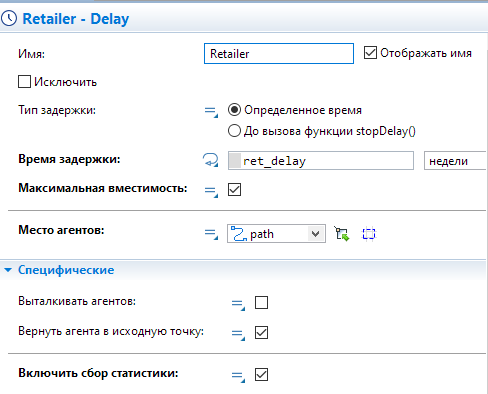 Retailer - Delay
Имя: Retailer Отображать имя
Исключить
Тип задержки: Определенное время
До вызова функции stopDelay()
Время задержки: ret_delay недели
Максимальная вместимость:
Место агентов: path
Специфические
Выталкивать агентов:
Вернуть агента в исходную точку:
Включить сбор статистики: